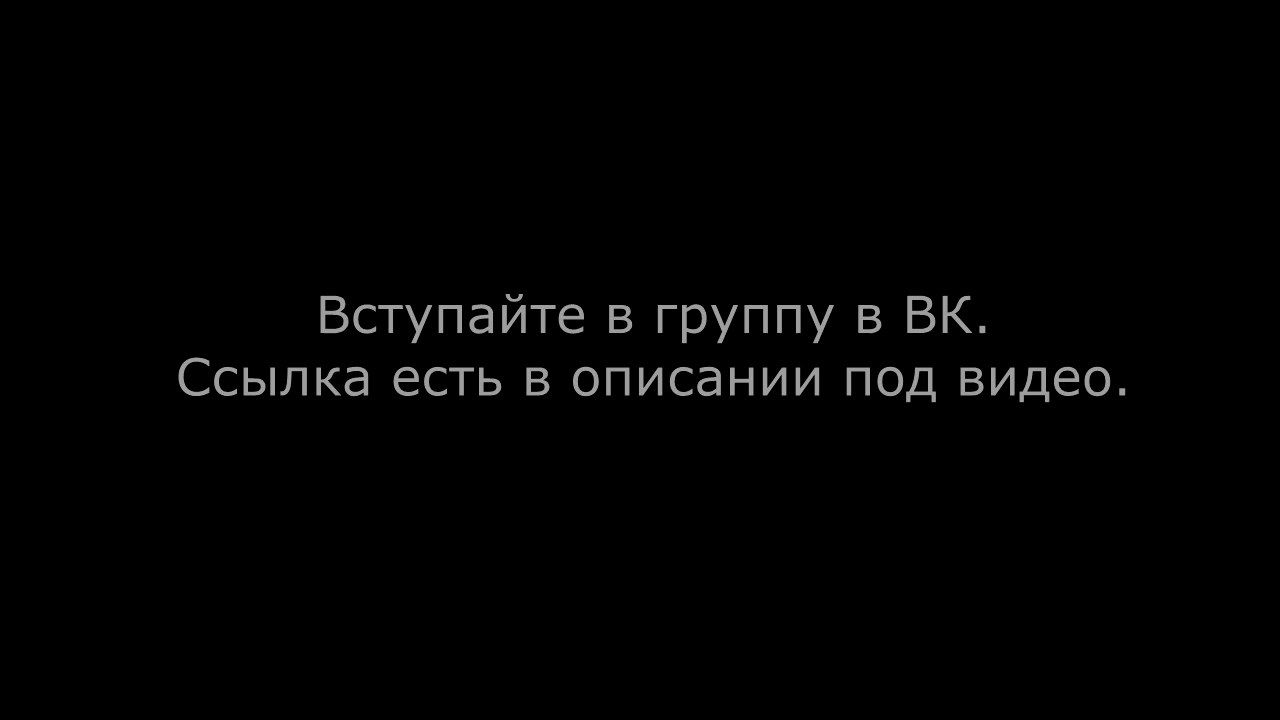 Вступайте в группу в ВК.
Ссылка есть в описании под видео.